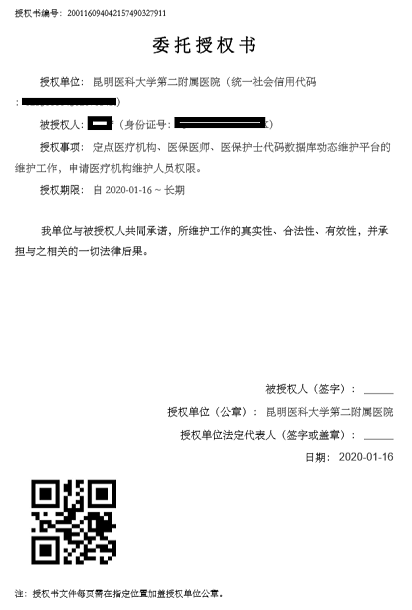 授权书编号：200116094042157490327911
委托授权书
授权单位：昆明医科大学第二附属医院（统一社会信用代码
：）
被授权人：（身份证号：）
授权事项：定点医疗机构、医保医师、医保护士代码数据库动态维护平台的
维护工作，申请医疗机构维护人员权限。
授权期限：自 2020-01-16 ~ 长期
我单位与被授权人共同承诺，所维护工作的真实性、合法性、有效性，并承
担与之相关的一切法律后果。
被授权人（签字）：
授权单位（公章）：昆明医科大学第二附属医院
授权单位法定代表人（签字或盖章）：
日期：2020-01-16
注：授权书文件每页需在指定位置加盖授权单位公章。